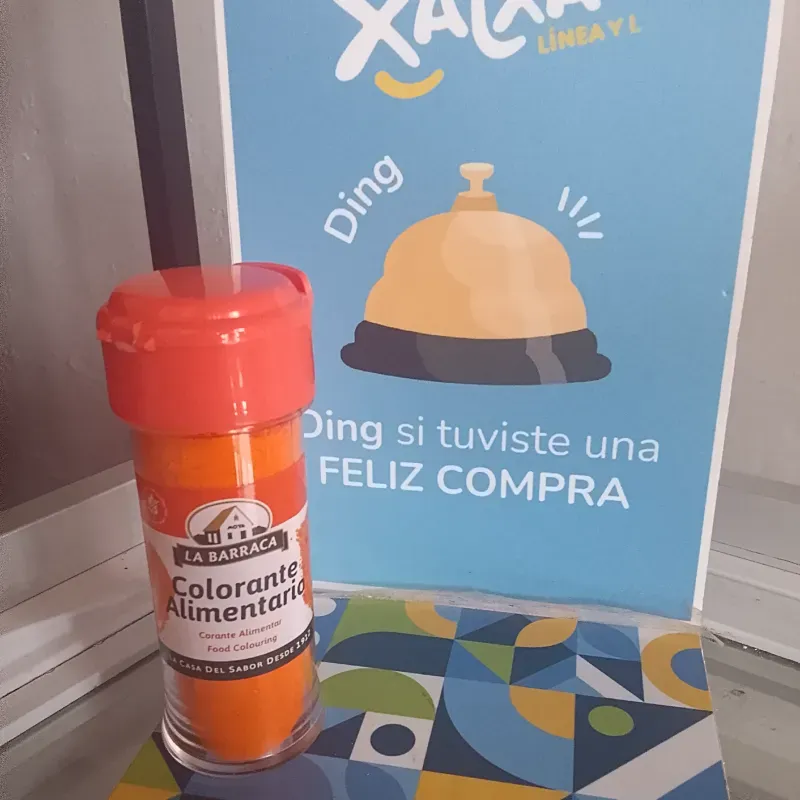 LÍNEA Y L
Ding
Ding si tuviste una
FELIZ COMPRA
LA BARRACA
Colorante
Alimentario
Corante Alimentar
Food Colouring
LA CASA DEL SABOR DESDE 1912